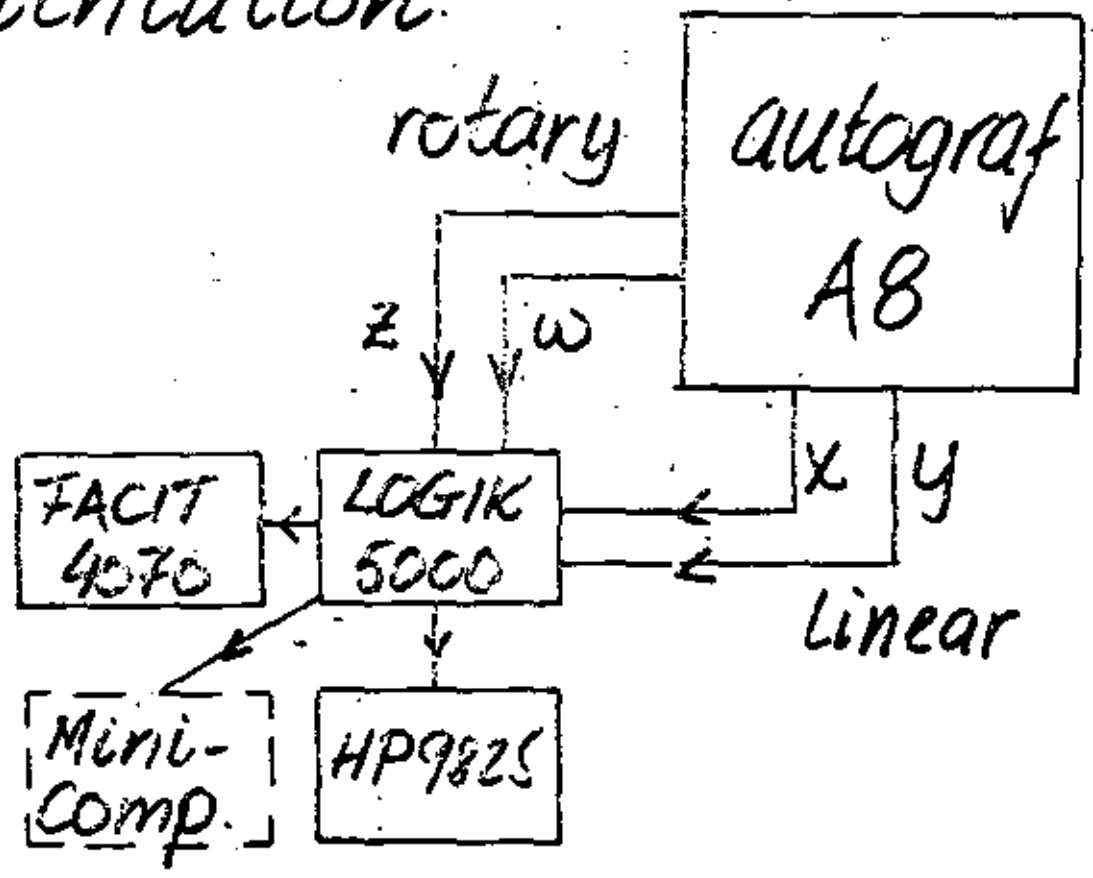 rotary
autograf
A8
z
ω
x
y
linear
FACIT
4070
LOGIK
5000
Mini-
Comp.
HP9825